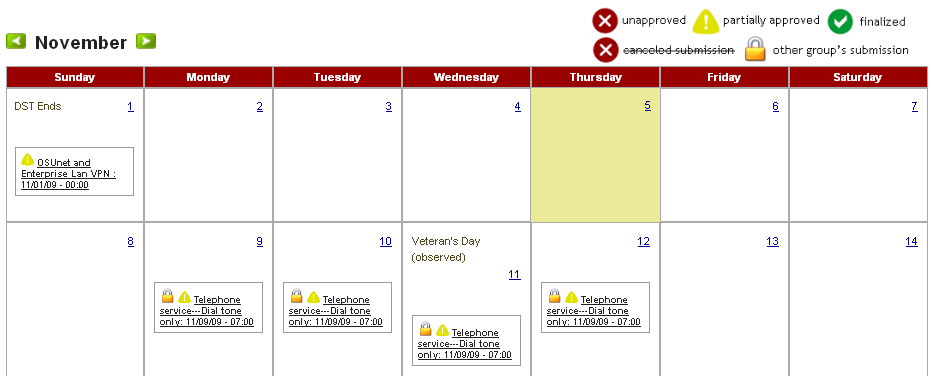 unapproved partially approved finalized
November
canceled submission other group's submission
Sunday Monday Tuesday Wednesday Thursday Friday Saturday
DST Ends 1 2 3 4 5 6 7
OSUnet and
Enterprise Lan VPN :
11/01/09 - 00:00
8 9 10 Veteran's Day 12 13 14
(observed)
11
Telephone
service---Dial tone
only: 11/09/09 - 07:00
Telephone
service---Dial tone
only: 11/09/09 - 07:00
Telephone
service---Dial tone
only: 11/09/09 - 07:00
Telephone
service---Dial tone
only: 11/09/09 - 07:00